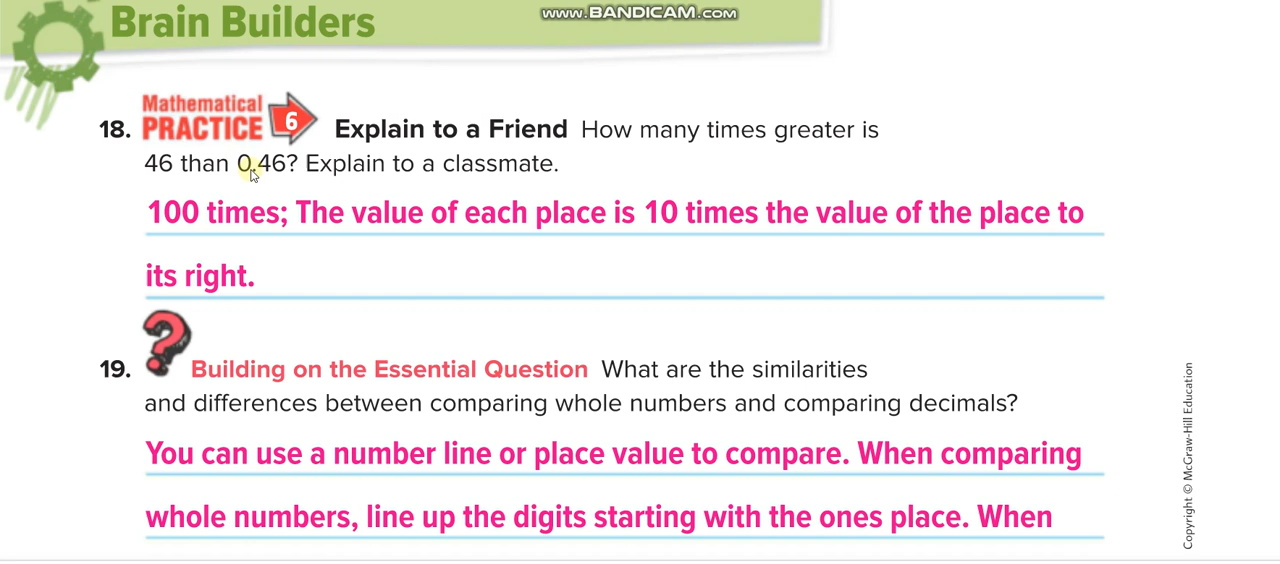 www.BANDICAM.com
Brain Builders
18. Mathematical PRACTICE 6 Explain to a Friend How many times greater is
46 than 0.46? Explain to a classmate.
100 times; The value of each place is 10 times the value of the place to
its right.
19. ? Building on the Essential Question What are the similarities
and differences between comparing whole numbers and comparing decimals?
You can use a number line or place value to compare. When comparing
whole numbers, line up the digits starting with the ones place. When
Copyright © McGraw-Hill Education